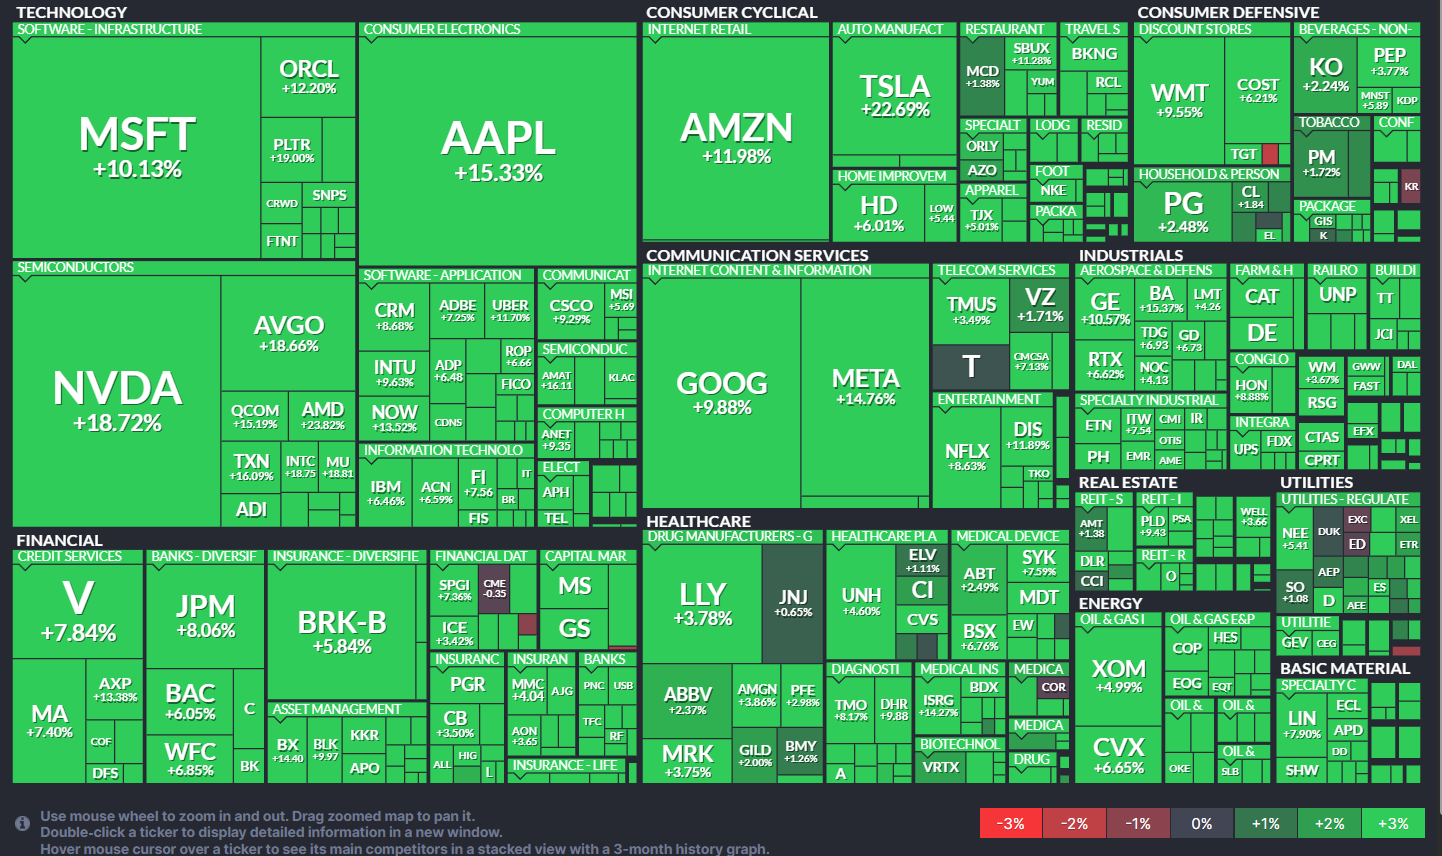 TECHNOLOGY
SOFTWARE - INFRASTRUCTURE
MSFT
+10.13%
ORCL
+12.20%
PLTR
+19.00%
CRWD
SNPS
FTNT
CONSUMER ELECTRONICS
AAPL
+15.33%
SEMICONDUCTORS
NVDA
+18.72%
AVGO
+18.66%
QCOM
+15.19%
AMD
+23.82%
TXN
+16.09%
INTC
+18.75
MU
+18.81
ADI
SOFTWARE - APPLICATION
CRM
+8.68%
ADBE
+7.25%
UBER
+11.70%
INTU
+9.63%
ADP
+6.48
ROP
+6.66
FICO
NOW
+13.52%
CDNS
INFORMATION TECHNOLO
IBM
+6.46%
ACN
+6.59%
FI
+7.56
IT
BR
FIS
COMMUNICAT
CSCO
+9.29%
MSI
+5.69
SEMICONDUC
AMAT
+16.11
KLAC
COMPUTER H
ANET
+9.35
ELECT
APH
TEL
CONSUMER CYCLICAL
INTERNET RETAIL
AMZN
+11.98%
AUTO MANUFACT
TSLA
+22.69%
HOME IMPROVEM
HD
+6.01%
LOW
+5.44
RESTAURANT
MCD
+1.38%
SBUX
+11.28%
YUM
TRAVEL S
BKNG
RCL
SPECIALT
ORLY
AZO
LODG
RESID
FOOT
NKE
APPAREL
TJX
+5.01%
PACKA
CONSUMER DEFENSIVE
DISCOUNT STORES
WMT
+9.55%
COST
+6.21%
TGT
BEVERAGES - NON-
KO
+2.24%
PEP
+3.77%
MNST
+5.89
KDP
HOUSEHOLD & PERSON
PG
+2.48%
CL
+1.84
EL
TOBACCO
PM
+1.72%
CONF
KR
PACKAGE
GIS
K
COMMUNICATION SERVICES
INTERNET CONTENT & INFORMATION
GOOG
+9.88%
META
+14.76%
TELECOM SERVICES
TMUS
+3.49%
VZ
+1.71%
T
CMCSA
+7.13%
ENTERTAINMENT
NFLX
+8.63%
DIS
+11.89%
TKO
INDUSTRIALS
AEROSPACE & DEFENS
GE
+10.57%
BA
+15.37%
LMT
+4.26
TDG
+6.93
GD
+6.73
RTX
+6.62%
NOC
+4.13
SPECIALTY INDUSTRIAL
ETN
ITW
+7.54
CMI
IR
OTIS
PH
EMR
AME
FARM & H
CAT
DE
RAILRO
UNP
BUILDI
TT
JCI
CONGLO
HON
+8.88%
WM
+3.67%
GWW
DAL
FAST
RSG
INTEGRA
UPS
FDX
CTAS
EFX
CPRT
FINANCIAL
CREDIT SERVICES
V
+7.84%
MA
+7.40%
AXP
+13.38%
COF
DFS
BANKS - DIVERSIF
JPM
+8.06%
BAC
+6.05%
C
WFC
+6.85%
BK
INSURANCE - DIVERSIFIE
BRK-B
+5.84%
ASSET MANAGEMENT
BX
+14.40
BLK
+9.97
KKR
APO
FINANCIAL DAT
SPGI
+7.36%
CME
-0.35
ICE
+3.42%
CAPITAL MAR
MS
GS
INSURANC
PGR
CB
+3.50%
ALL
HIG
L
INSURAN
MMC
+4.04
AJG
AON
+3.65
BANKS
PNC
USB
TFC
RF
INSURANCE - LIFE
HEALTHCARE
DRUG MANUFACTURERS - G
LLY
+3.78%
JNJ
+0.65%
ABBV
+2.37%
AMGN
+3.86%
PFE
+2.98%
MRK
+3.75%
GILD
+2.00%
BMY
+1.26%
HEALTHCARE PLA
UNH
+4.60%
ELV
+1.11%
CI
CVS
MEDICAL DEVICE
ABT
+2.49%
SYK
+7.59%
MDT
BSX
+6.76%
EW
DIAGNOSTI
TMO
+8.17%
DHR
+9.88
A
MEDICAL INS
ISRG
+14.27%
BDX
MEDICA
COR
MEDICA
BIOTECHNOL
VRTX
DRUG
REAL ESTATE
REIT - S
AMT
+1.38
DLR
CCI
REIT - I
PLD
+9.43
PSA
REIT - R
O
WELL
+3.66
UTILITIES
UTILITIES - REGULATE
NEE
+5.41
DUK
EXC
XEL
ED
ETR
SO
+1.08
AEP
D
AEE
ES
UTILITIE
GEV
CEG
ENERGY
OIL & GAS I
XOM
+4.99%
CVX
+6.65%
OIL & GAS E&P
COP
HES
EOG
EQT
OIL &
OKE
OIL &
OIL &
SLB
BASIC MATERIAL
SPECIALTY C
LIN
+7.90%
ECL
APD
DD
SHW
Use mouse wheel to zoom in and out. Drag zoomed map to pan it.
Double-click a ticker to display detailed information in a new window.
Hover mouse cursor over a ticker to see its main competitors in a stacked view with a 3-month history graph.
-3% -2% -1% 0% +1% +2% +3%